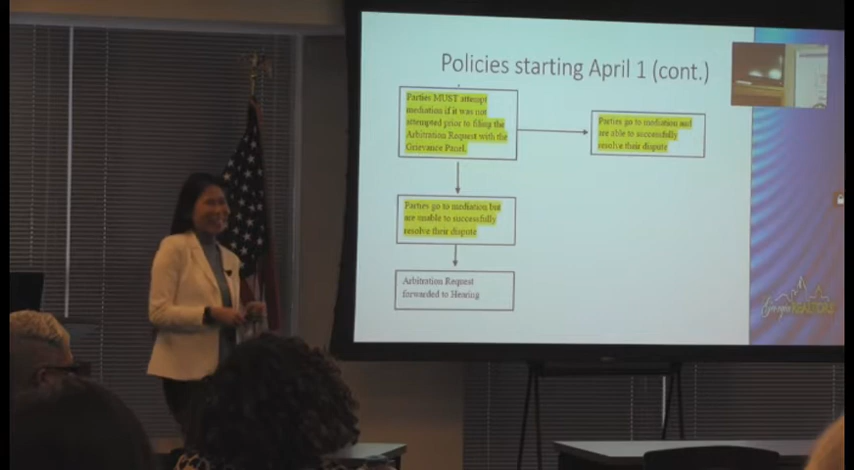 Policies starting April 1 (cont.)
Parties MUST attempt
mediation if it was not
attempted prior to filing the
Arbitration Request with the
Grievance Panel.
Parties go to mediation and
are able to successfully
resolve their dispute
Parties go to mediation but
are unable to successfully
resolve their dispute
Arbitration Request
forwarded to Hearing
Georgia REALTORS